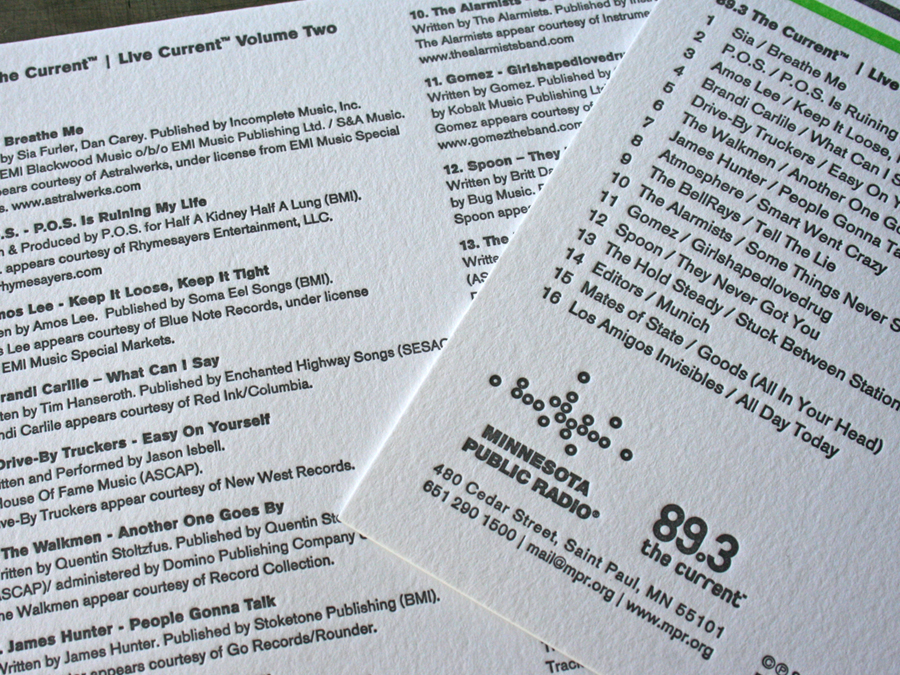 he Current™ | Live Current™ Volume Two
Breathe Me
by Sia Furler, Dan Carey. Published by Incomplete Music, Inc.
EMI Blackwood Music o/b/o EMI Music Publishing Ltd. / S&A Music.
ears courtesy of Astralwerks, under license from EMI Music Special
s. www.astralwerks.com
.S. - P.O.S. Is Ruining My Life
n & Produced by P.O.S. for Half A Kidney Half A Lung (BMI).
. appears courtesy of Rhymesayers Entertainment, LLC.
hymesayers.com
mos Lee - Keep It Loose, Keep It Tight
en by Amos Lee. Published by Soma Eel Songs (BMI).
s Lee appears courtesy of Blue Note Records, under license
EMI Music Special Markets.
randi Carlile – What Can I Say
ten by Tim Hanseroth. Published by Enchanted Highway Songs (SESAC
ndi Carlile appears courtesy of Red Ink/Columbia.
Drive-By Truckers - Easy On Yourself
itten and Performed by Jason Isbell.
House Of Fame Music (ASCAP).
ive-By Truckers appear courtesy of New West Records.
The Walkmen - Another One Goes By
ritten by Quentin Stoltzfus. Published by Quentin Sto
ASCAP)/ administered by Domino Publishing Company
he Walkmen appear courtesy of Record Collection.
. James Hunter - People Gonna Talk
Written by James Hunter. Published by Stoketone Publishing (BMI).
appears courtesy of Go Records/Rounder.
10. The Alarmists -
Written by The Alarmists. Published by
The Alarmists appear courtesy of Instrume
www.thealarmistsband.com
11. Gomez - Girlshapedlovedru
Written by Gomez. Published by
by Kobalt Music Publishing Lt
Gomez appears courtesy of
www.gomeztheband.com
12. Spoon – They
Written by Britt Da
by Bug Music.
Spoon appe
13. The
Writte
(AS
Trac
89.3 The Current™ | Live
1 Sia / Breathe Me
2 P.O.S. / P.O.S. Is Ruining
3 Amos Lee / Keep It Loose,
4 Brandi Carlile / What Can I S
5 Drive-By Truckers / Easy On Y
6 The Walkmen / Another One Go
7 James Hunter / People Gonna Ta
8 Atmosphere / Smart Went Crazy
9 The BellRays / Tell The Lie
10 The Alarmists / Some Things Never S
11 Gomez / Girlshapedlovedrug
12 Spoon / They Never Got You
13 The Hold Steady / Stuck Between Station
14 Editors / Munich
15 Mates of State / Goods (All In Your Head)
16 Los Amigos Invisibles / All Day Today
MINNESOTA
PUBLIC RADIO®
89.3
the current™
480 Cedar Street, Saint Paul, MN 55101
651 290 1500 | mail@mpr.org | www.mpr.org
©℗